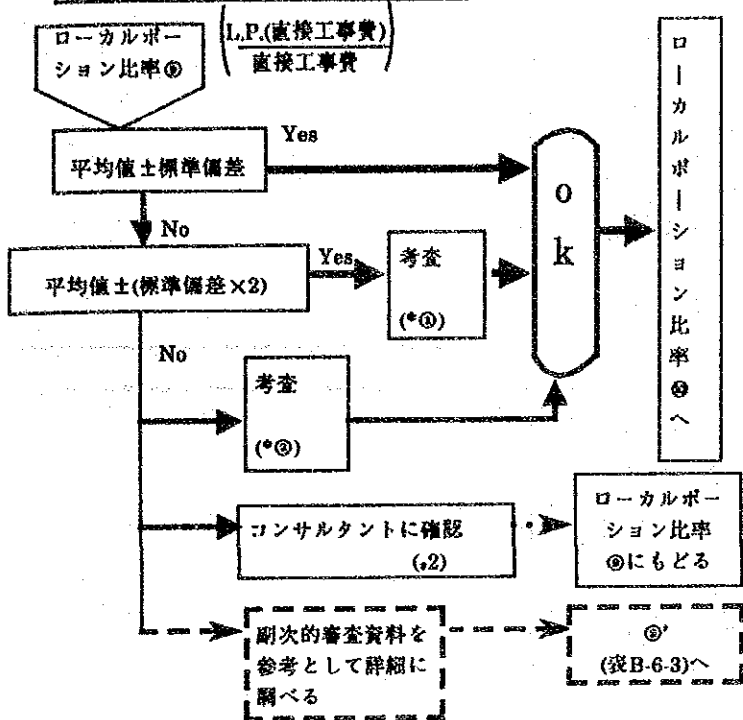 ローカルポー
ション比率
L.P.(直接工事費)
直接工事費
平均値±標準偏差
Yes
No
平均値±(標準偏差×2)
Yes
考査
(*①)
ok
ローカルポーション比率 へ
No
考査
コンサルタントに確認
(*2)
ローカルポー
ション比率
にもどる
副次的審査資料を
参考として詳細に
調べる
(表B-6-3)へ